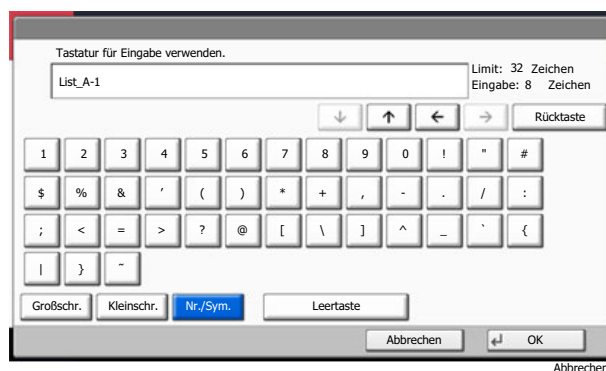 Tastatur für Eingabe verwenden.
List_A-1
Limit: 32 Zeichen
Eingabe: 8 Zeichen
↓ ↑ ← → Rücktaste
1 2 3 4 5 6 7 8 9 0 ! " #
$ % & ' ( ) * + , - . / :
; < = > ? @ [ \ ] ^ _ ` {
| } ~
Großschr. Kleinschr. Nr./Sym. Leertaste
Abbrechen OK
Abbrechen